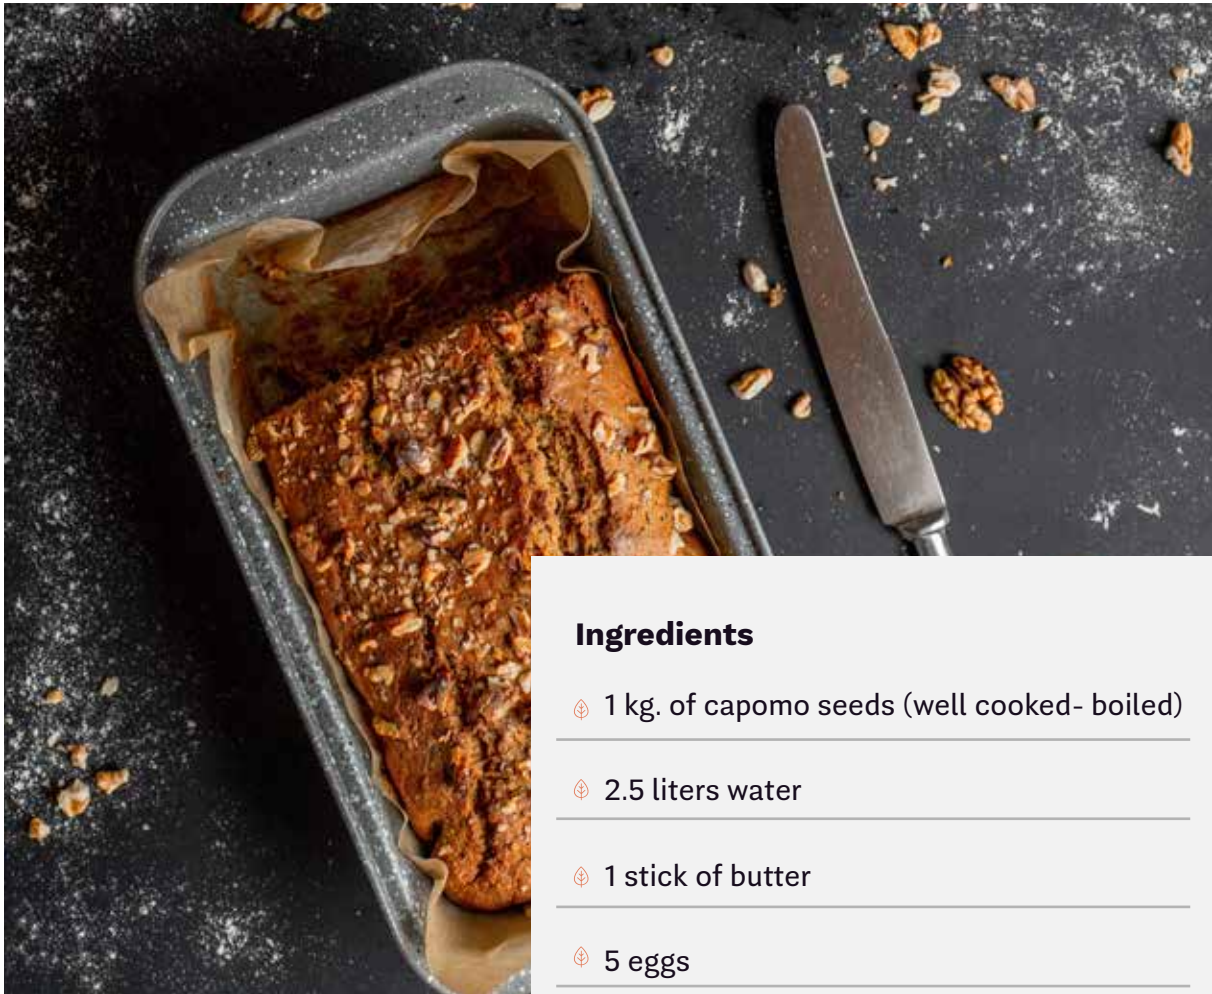 Ingredients
1 kg. of capomo seeds (well cooked- boiled)
2.5 liters water
1 stick of butter
5 eggs